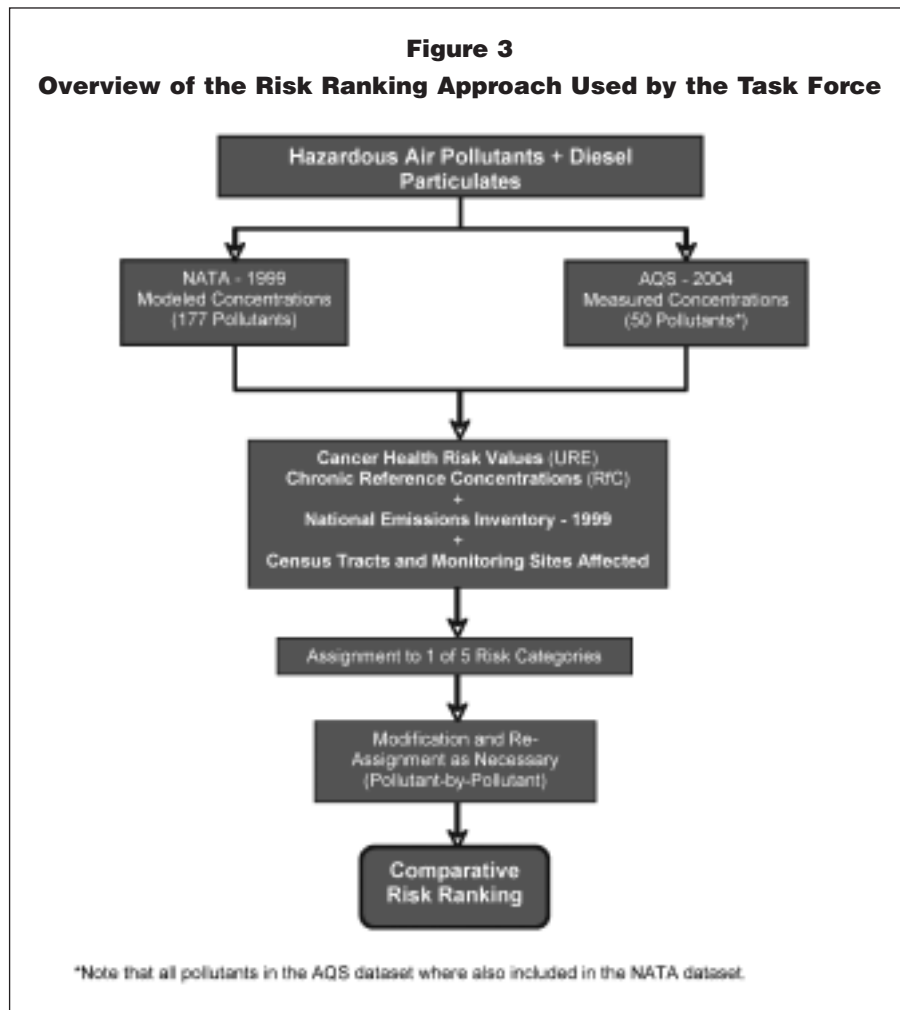 Figure 3
Overview of the Risk Ranking Approach Used by the Task Force
Hazardous Air Pollutants + Diesel
Particulates
NATA - 1999
Modeled Concentrations
(177 Pollutants)
AQS - 2004
Measured Concentrations
(50 Pollutants*)
Cancer Health Risk Values (URE)
Chronic Reference Concentrations (RfC)
+
National Emissions Inventory - 1999
+
Census Tracts and Monitoring Sites Affected
Assignment to 1 of 5 Risk Categories
Modification and Re-
Assignment as Necessary
(Pollutant-by-Pollutant)
Comparative
Risk Ranking
*Note that all pollutants in the AQS dataset where also included in the NATA dataset.